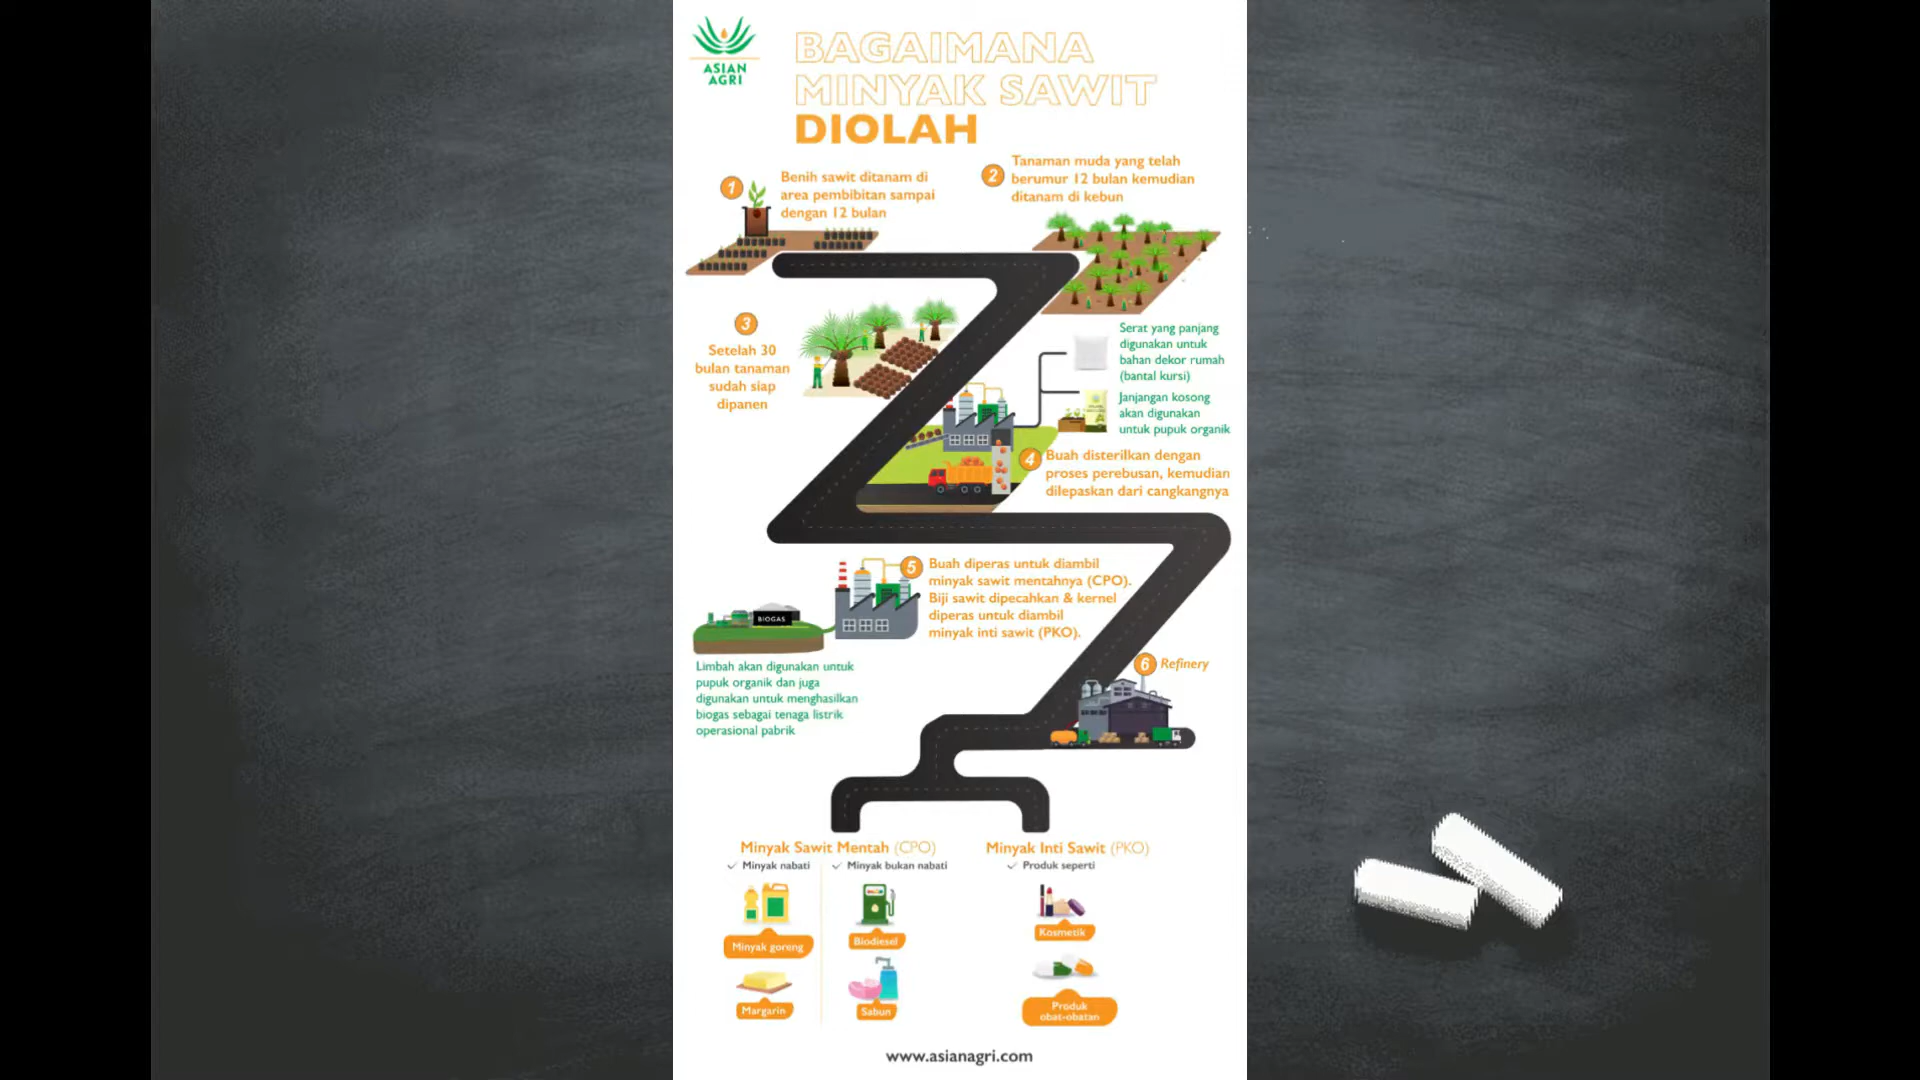 ASIAN
AGRI
BAGAIMANA
MINYAK SAWIT
DIOLAH
1
Benih sawit ditanam di
area pembibitan sampai
dengan 12 bulan
2
Tanaman muda yang telah
berumur 12 bulan kemudian
ditanam di kebun
3
Setelah 30
bulan tanaman
sudah siap
dipanen
Serat yang panjang
digunakan untuk
bahan dekor rumah
(bantal kursi)
Janjangan kosong
akan digunakan
untuk pupuk organik
4
Buah disterilkan dengan
proses perebusan, kemudian
dilepaskan dari cangkangnya
5
Buah diperas untuk diambil
minyak sawit mentahnya (CPO).
Biji sawit dipecahkan & kernel
diperas untuk diambil
minyak inti sawit (PKO).
BIOGAS
Limbah akan digunakan untuk
pupuk organik dan juga
digunakan untuk menghasilkan
biogas sebagai tenaga listrik
operasional pabrik
6
Refinery
Minyak Sawit Mentah (CPO)
Minyak nabati
Minyak bukan nabati
Minyak goreng
Biodiesel
Margarin
Sabun
Minyak Inti Sawit (PKO)
Produk seperti
Kosmetik
Produk
obat-obatan
www.asianagri.com